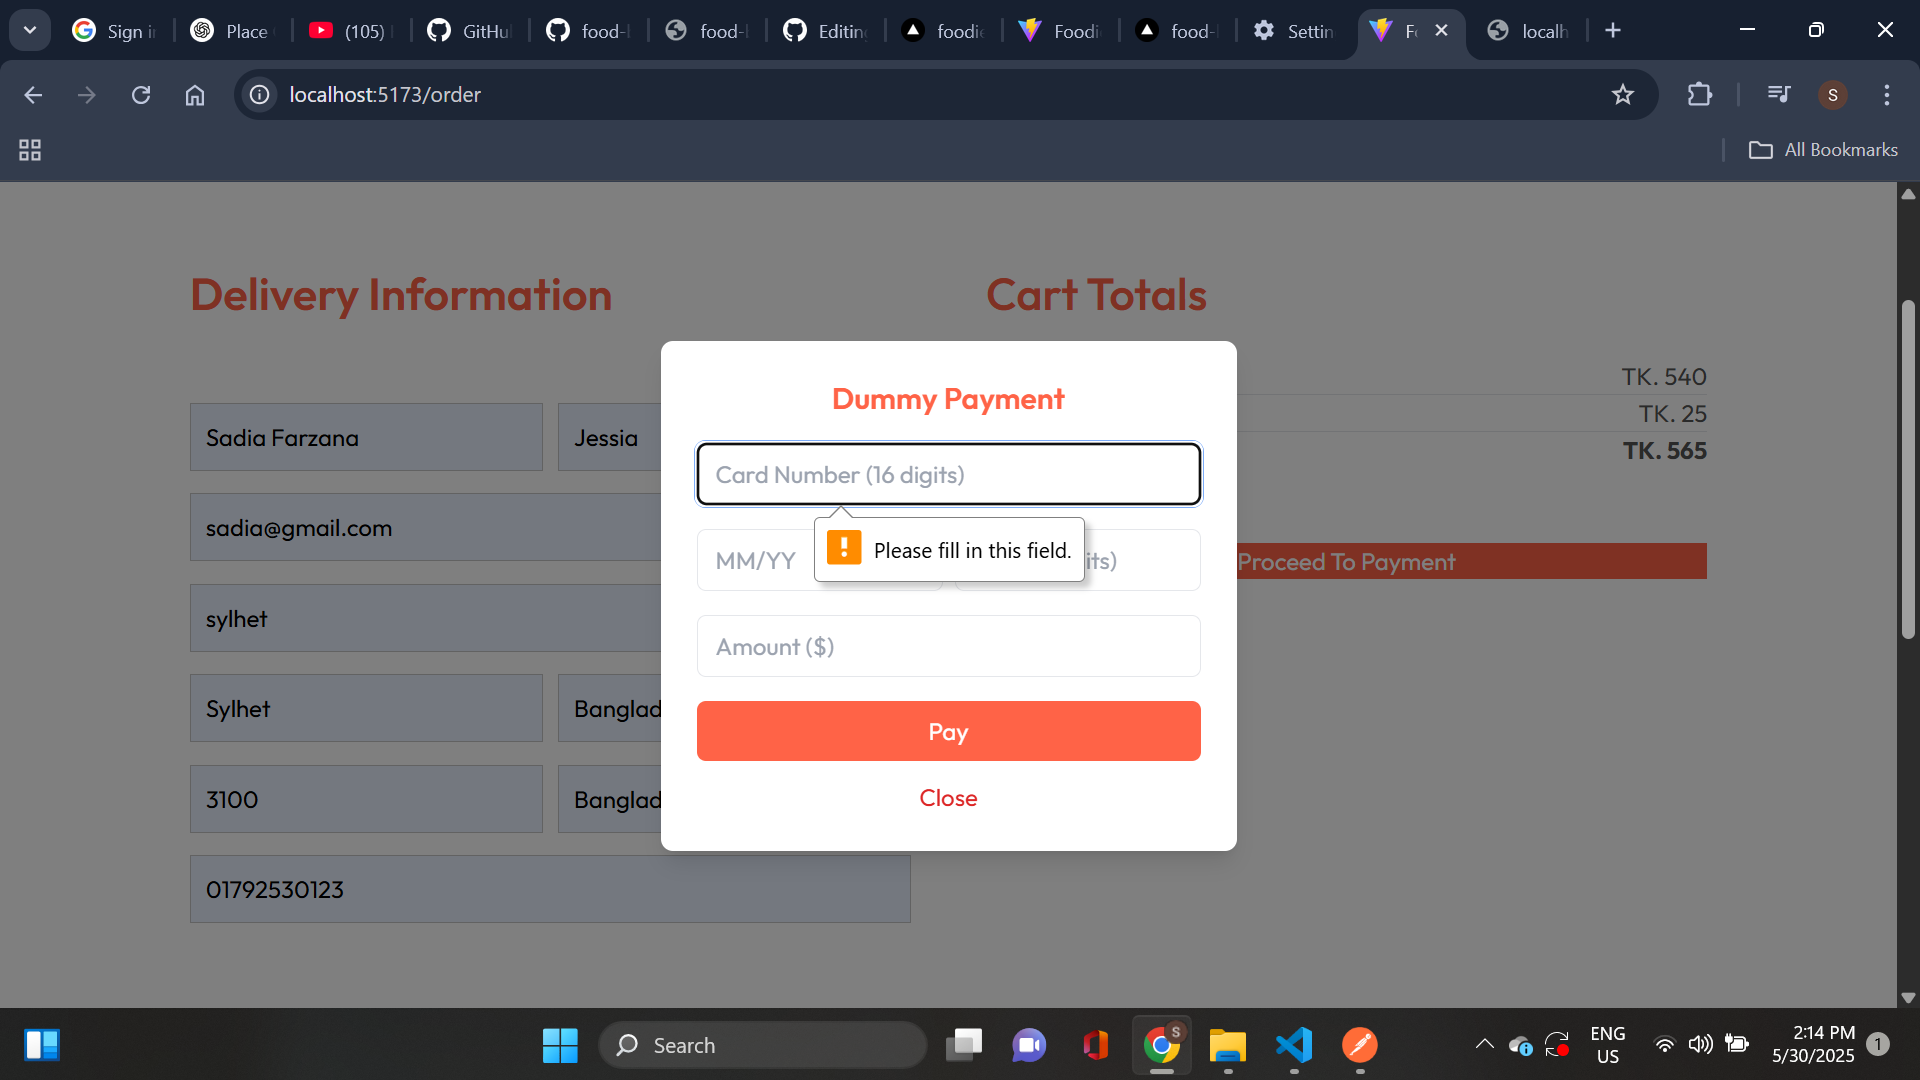 Sign i
Place
(105)
GitHu
food-
food-
Editin
foodie
Foodi
food-
Settin
F
localh
localhost:5173/order
S
All Bookmarks
Delivery Information
Cart Totals
TK. 540
TK. 25
TK. 565
Proceed To Payment
Sadia Farzana
Jessia
sadia@gmail.com
sylhet
Sylhet
Banglad
3100
Banglad
01792530123
Dummy Payment
Card Number (16 digits)
Please fill in this field.
MM/YY
its)
Amount ($)
Pay
Close
Search
S
ENG
US
2:14 PM
5/30/2025
1